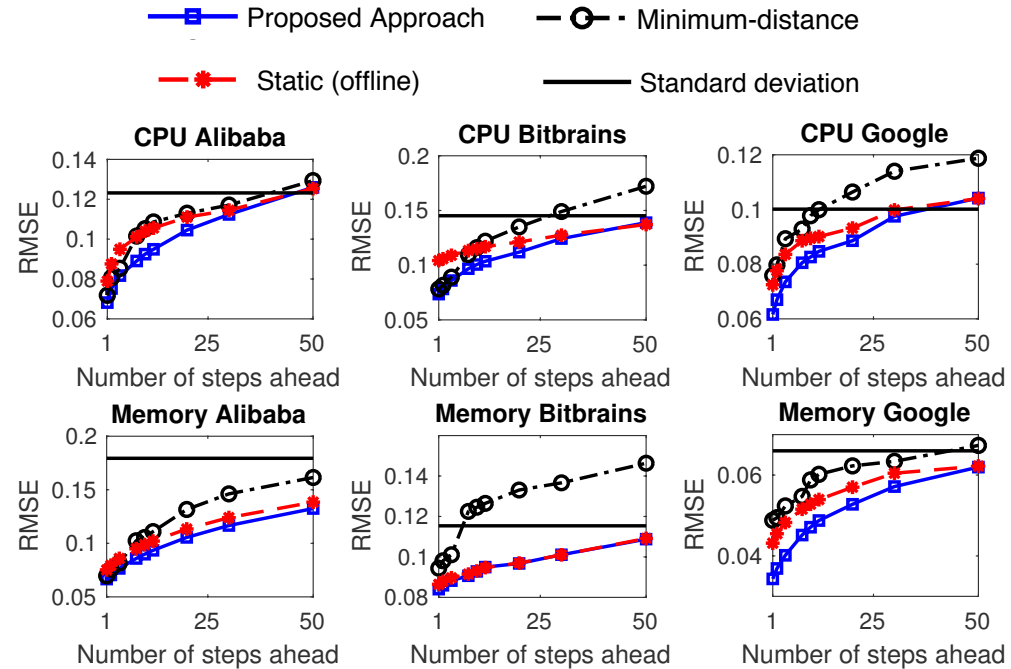 Proposed Approach Minimum-distance
Static (offline) Standard deviation
CPU Alibaba CPU Bitbrains CPU Google
0.14 0.2 0.12
0.12 0.15 0.1
0.1 0.1 0.08
0.08
0.06 0.05 0.06
RMSE RMSE RMSE
1 25 50 1 25 50 1 25 50
Number of steps ahead Number of steps ahead Number of steps ahead
Memory Alibaba Memory Bitbrains Memory Google
0.2
0.15 0.14 0.06
0.12
0.1 0.1 0.04
0.05 0.08
RMSE RMSE RMSE
1 25 50 1 25 50 1 25 50
Number of steps ahead Number of steps ahead Number of steps ahead